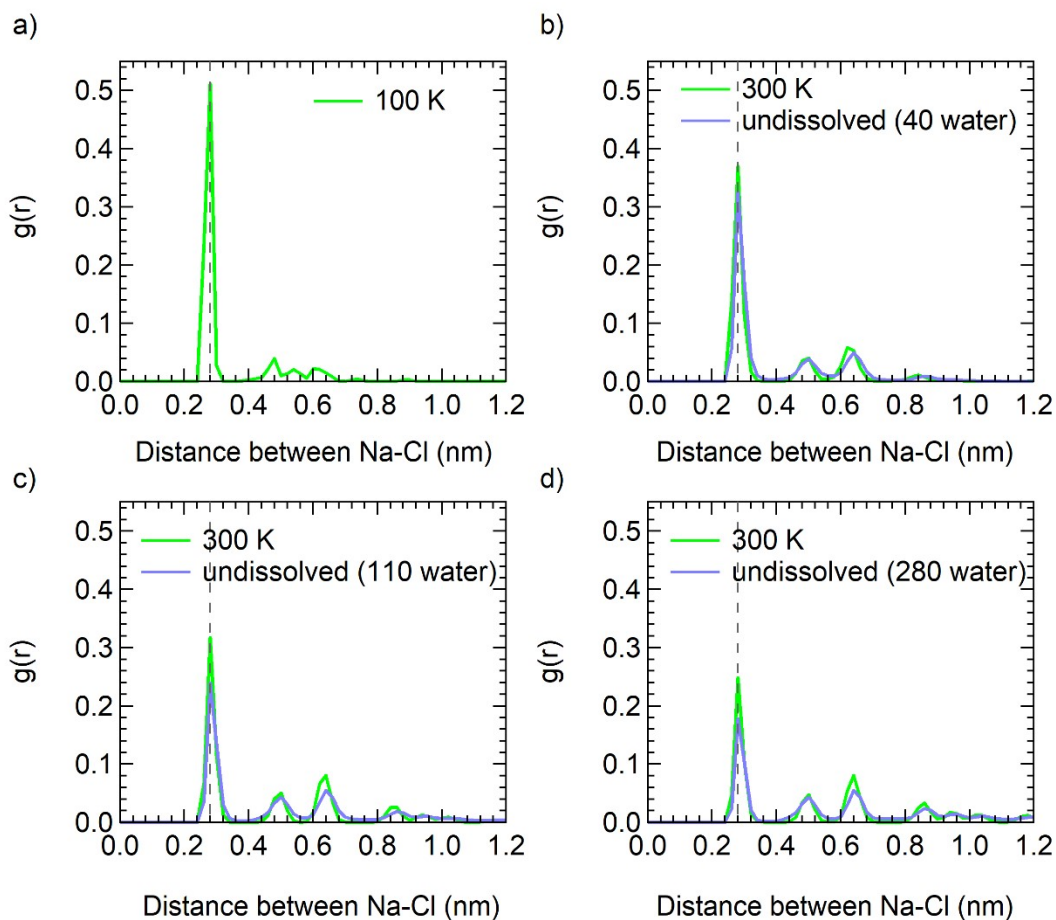 a)
0.5
0.4
0.3
0.2
0.1
0.0
g(r)
100 K
0.0 0.2 0.4 0.6 0.8 1.0 1.2
Distance between Na-Cl (nm)
b)
0.5
0.4
0.3
0.2
0.1
0.0
g(r)
300 K
undissolved (40 water)
0.0 0.2 0.4 0.6 0.8 1.0 1.2
Distance between Na-Cl (nm)
c)
0.5
0.4
0.3
0.2
0.1
0.0
g(r)
300 K
undissolved (110 water)
0.0 0.2 0.4 0.6 0.8 1.0 1.2
Distance between Na-Cl (nm)
d)
0.5
0.4
0.3
0.2
0.1
0.0
g(r)
300 K
undissolved (280 water)
0.0 0.2 0.4 0.6 0.8 1.0 1.2
Distance between Na-Cl (nm)